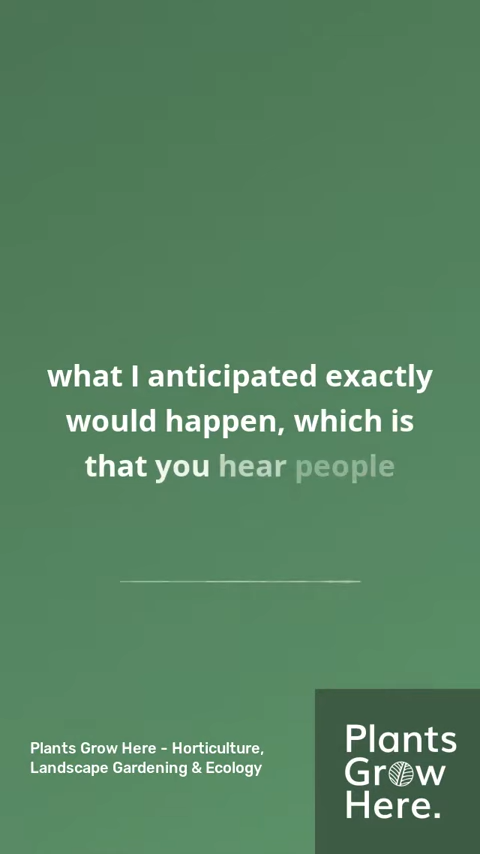 what I anticipated exactly
would happen, which is
that you hear people
Plants Grow Here - Horticulture,
Landscape Gardening & Ecology
Plants
Grow
Here.